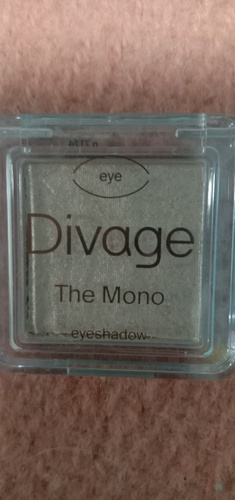 eye
Divage
The Mono
eyeshadow